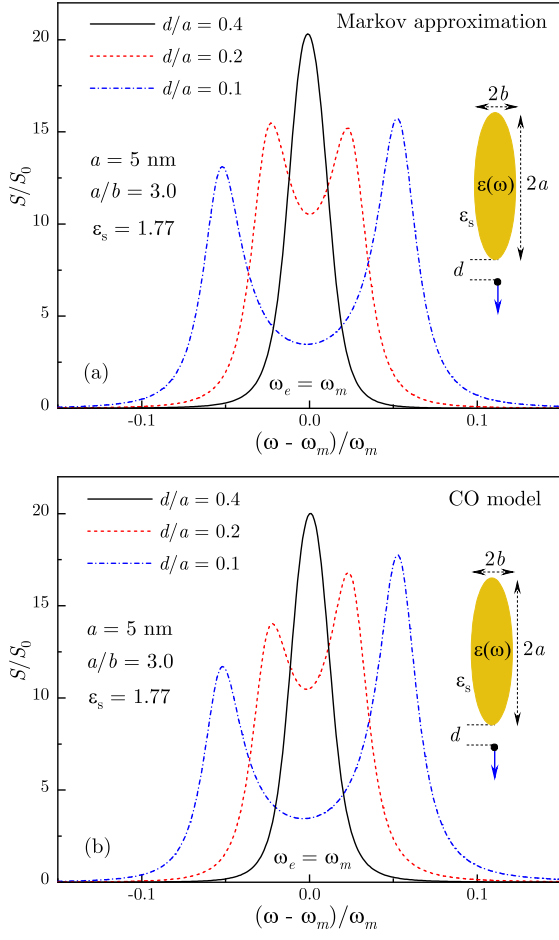 20
15
10
5
0
S/S₀
d/a = 0.4
d/a = 0.2
d/a = 0.1
Markov approximation
a = 5 nm
a/b = 3.0
εₛ = 1.77
2b
ε(ω)
2a
εₛ
d
(a)
ωₑ = ωₘ
-0.1
0.0
0.1
(ω - ωₘ)/ωₘ
20
15
10
5
0
S/S₀
d/a = 0.4
d/a = 0.2
d/a = 0.1
CO model
a = 5 nm
a/b = 3.0
εₛ = 1.77
2b
ε(ω)
2a
εₛ
d
(b)
ωₑ = ωₘ
-0.1
0.0
0.1
(ω - ωₘ)/ωₘ